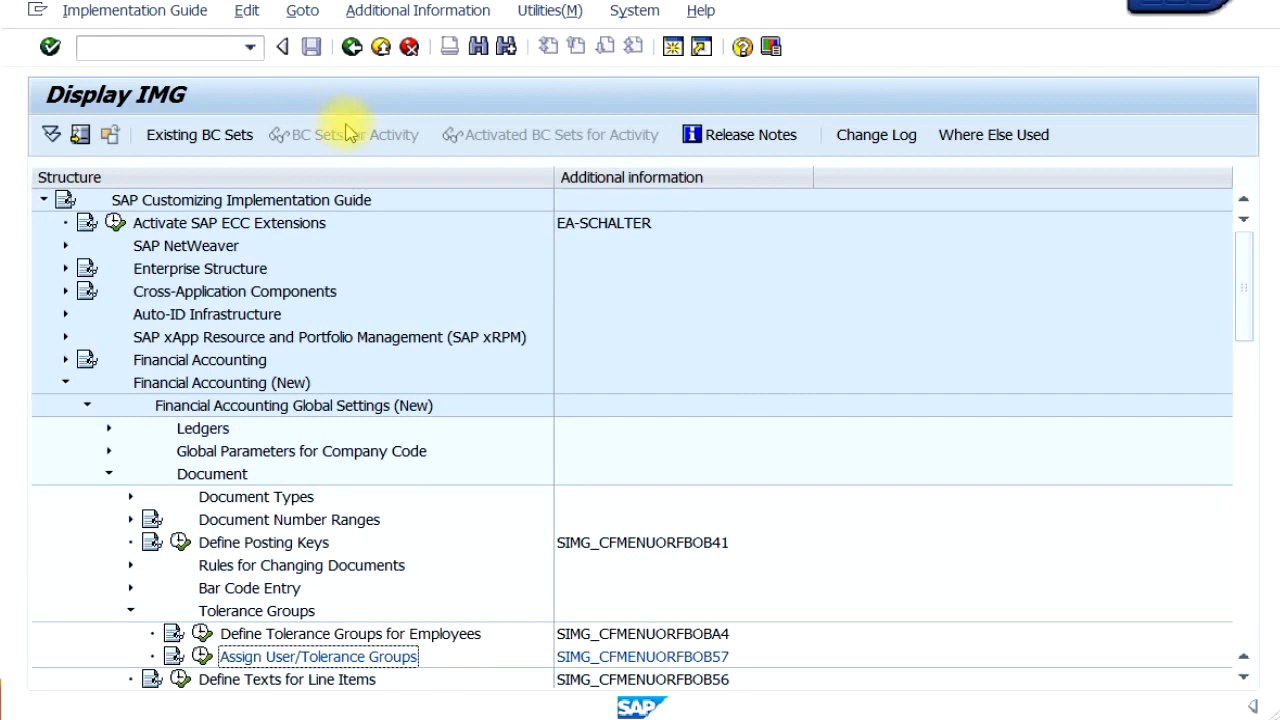 Implementation Guide Edit Goto Additional Information Utilities(M) System Help
Display IMG
Existing BC Sets BC Sets for Activity Activated BC Sets for Activity Release Notes Change Log Where Else Used
Structure Additional information
SAP Customizing Implementation Guide
Activate SAP ECC Extensions EA-SCHALTER
SAP NetWeaver
Enterprise Structure
Cross-Application Components
Auto-ID Infrastructure
SAP xApp Resource and Portfolio Management (SAP xRPM)
Financial Accounting
Financial Accounting (New)
Financial Accounting Global Settings (New)
Ledgers
Global Parameters for Company Code
Document
Document Types
Document Number Ranges
Define Posting Keys SIMG_CFMENUORFBOB41
Rules for Changing Documents
Bar Code Entry
Tolerance Groups
Define Tolerance Groups for Employees SIMG_CFMENUORFBOBA4
Assign User/Tolerance Groups SIMG_CFMENUORFBOB57
Define Texts for Line Items SIMG_CFMENUORFBOB56
SAP